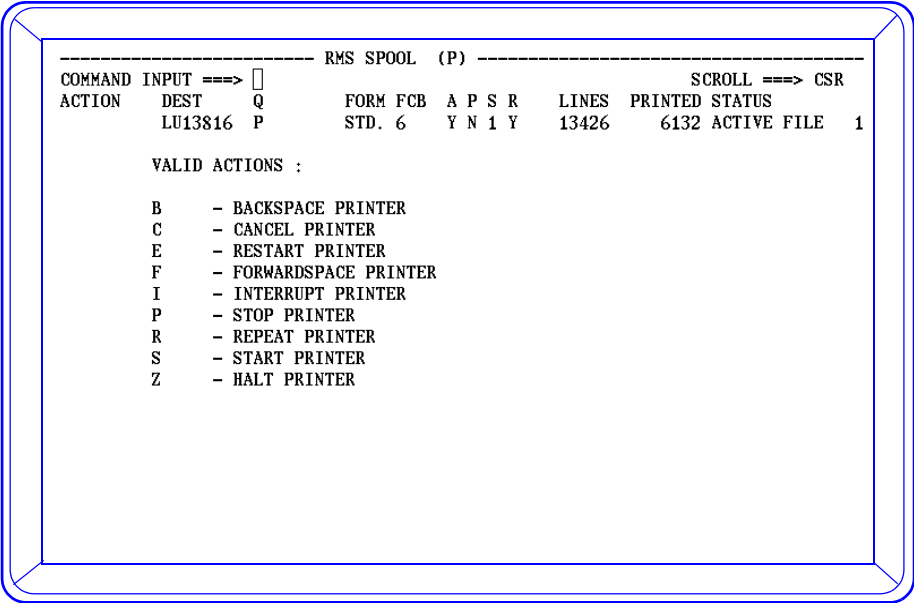 ------------------------- RMS SPOOL (P) --------------------------------------
COMMAND INPUT ===> SCROLL ===> CSR
ACTION DEST Q FORM FCB A P S R LINES PRINTED STATUS
LU13816 P STD. 6 Y N 1 Y 13426 6132 ACTIVE FILE 1
VALID ACTIONS :
B - BACKSPACE PRINTER
C - CANCEL PRINTER
E - RESTART PRINTER
F - FORWARDSPACE PRINTER
I - INTERRUPT PRINTER
P - STOP PRINTER
R - REPEAT PRINTER
S - START PRINTER
Z - HALT PRINTER